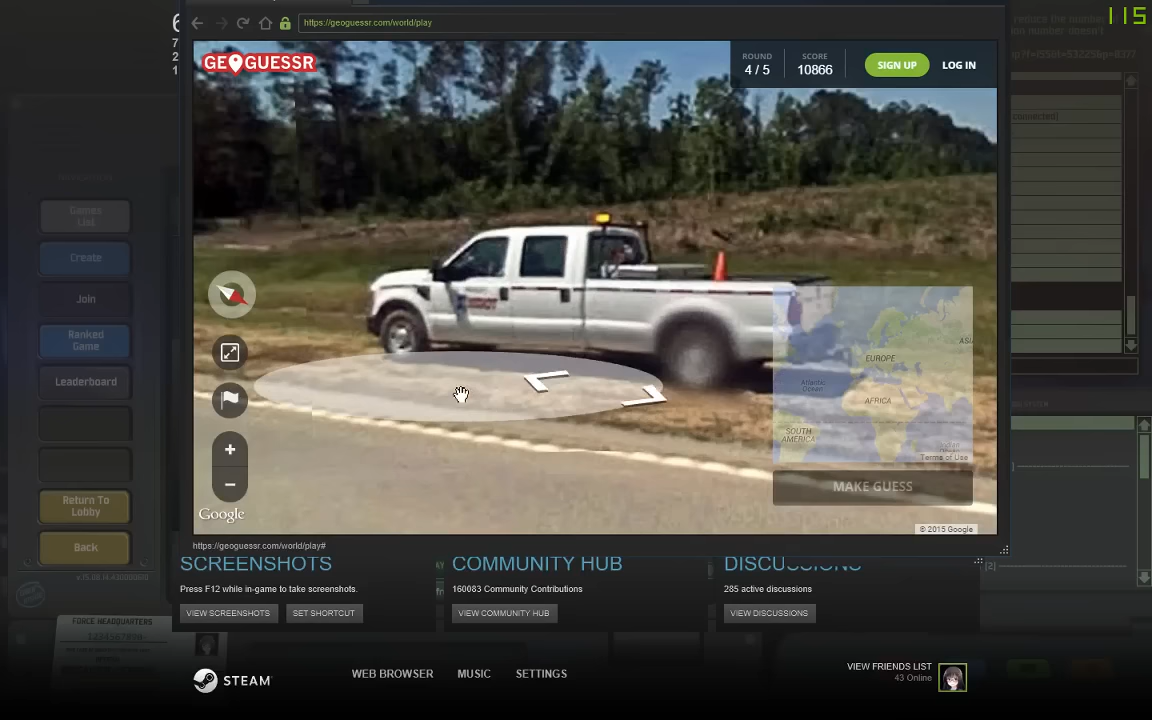 https://geoguessr.com/world/play
115
GEOGUESSR
ROUND
4 / 5
SCORE
10866
SIGN UP
LOG IN
Games
List
Create
Join
Ranked
Game
Leaderboard
Return To
Lobby
Back
EUROPE
Atlantic
Ocean
AFRICA
SOUTH
AMERICA
Terms of Use
MAKE GUESS
Google
© 2015 Google
https://geoguessr.com/world/play#
SCREENSHOTS
Press F12 while in-game to take screenshots.
VIEW SCREENSHOTS
SET SHORTCUT
COMMUNITY HUB
160083 Community Contributions
VIEW COMMUNITY HUB
DISCUSSIONS
285 active discussions
VIEW DISCUSSIONS
FORCE HEADQUARTERS
STEAM
WEB BROWSER
MUSIC
SETTINGS
VIEW FRIENDS LIST
43 Online